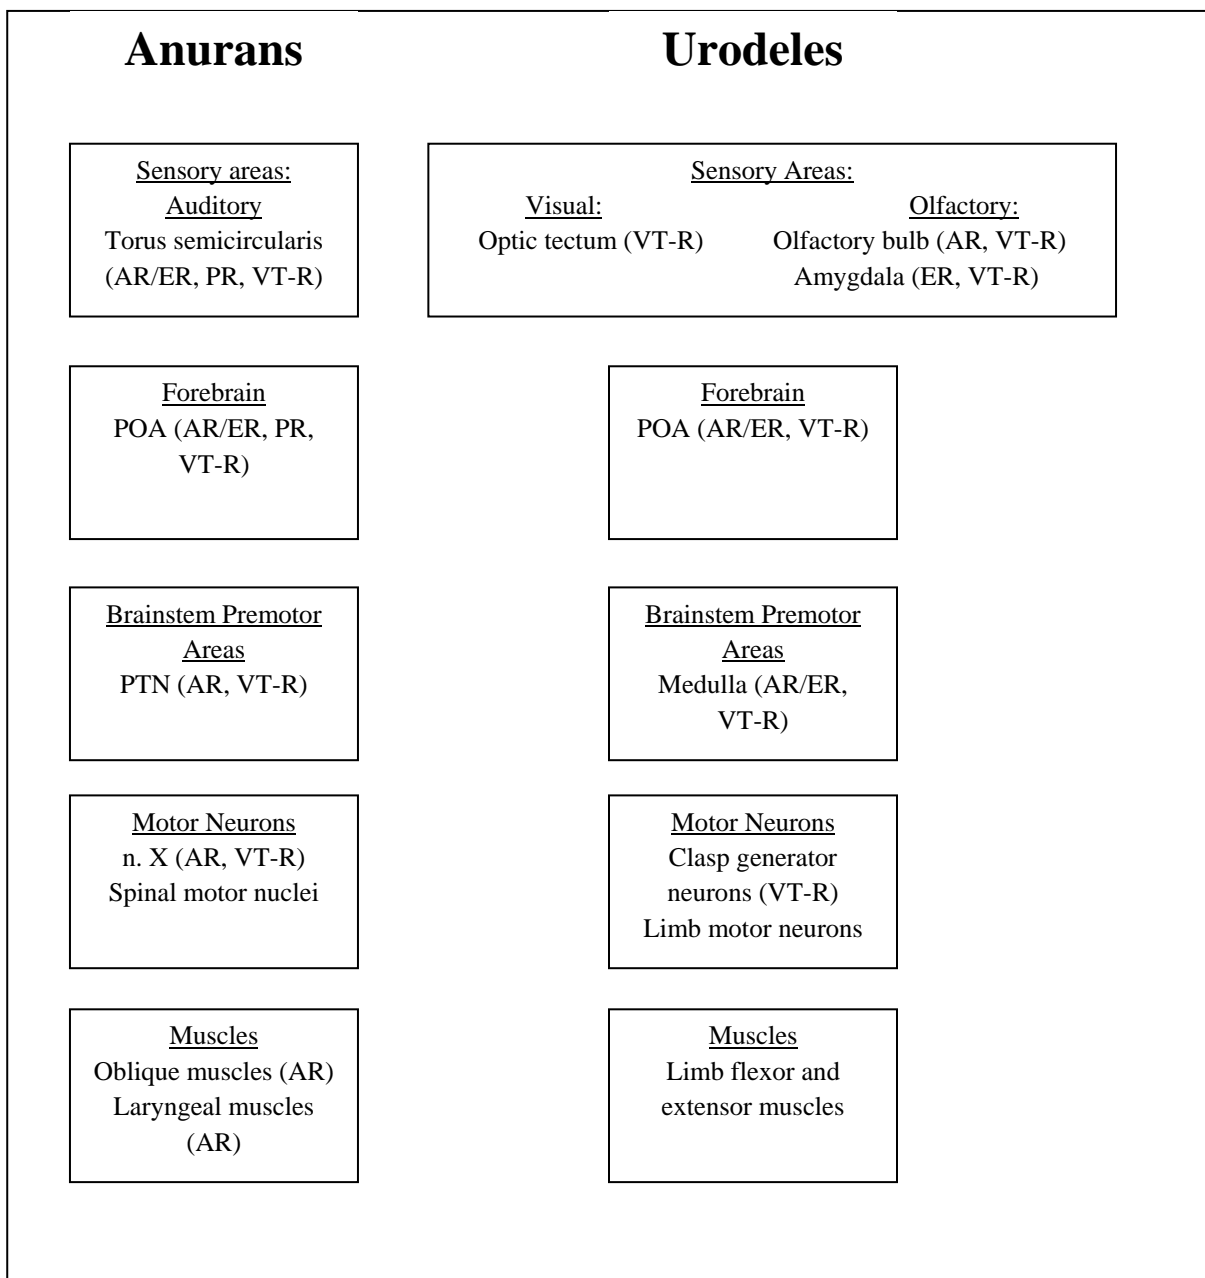 Anurans
Urodeles
Sensory areas:
Auditory
Torus semicircularis
(AR/ER, PR, VT-R)
Sensory Areas:
Visual:
Optic tectum (VT-R)
Olfactory:
Olfactory bulb (AR, VT-R)
Amygdala (ER, VT-R)
Forebrain
POA (AR/ER, PR,
VT-R)
Forebrain
POA (AR/ER, VT-R)
Brainstem Premotor
Areas
PTN (AR, VT-R)
Brainstem Premotor
Areas
Medulla (AR/ER,
VT-R)
Motor Neurons
n. X (AR, VT-R)
Spinal motor nuclei
Motor Neurons
Clasp generator
neurons (VT-R)
Limb motor neurons
Muscles
Oblique muscles (AR)
Laryngeal muscles
(AR)
Muscles
Limb flexor and
extensor muscles